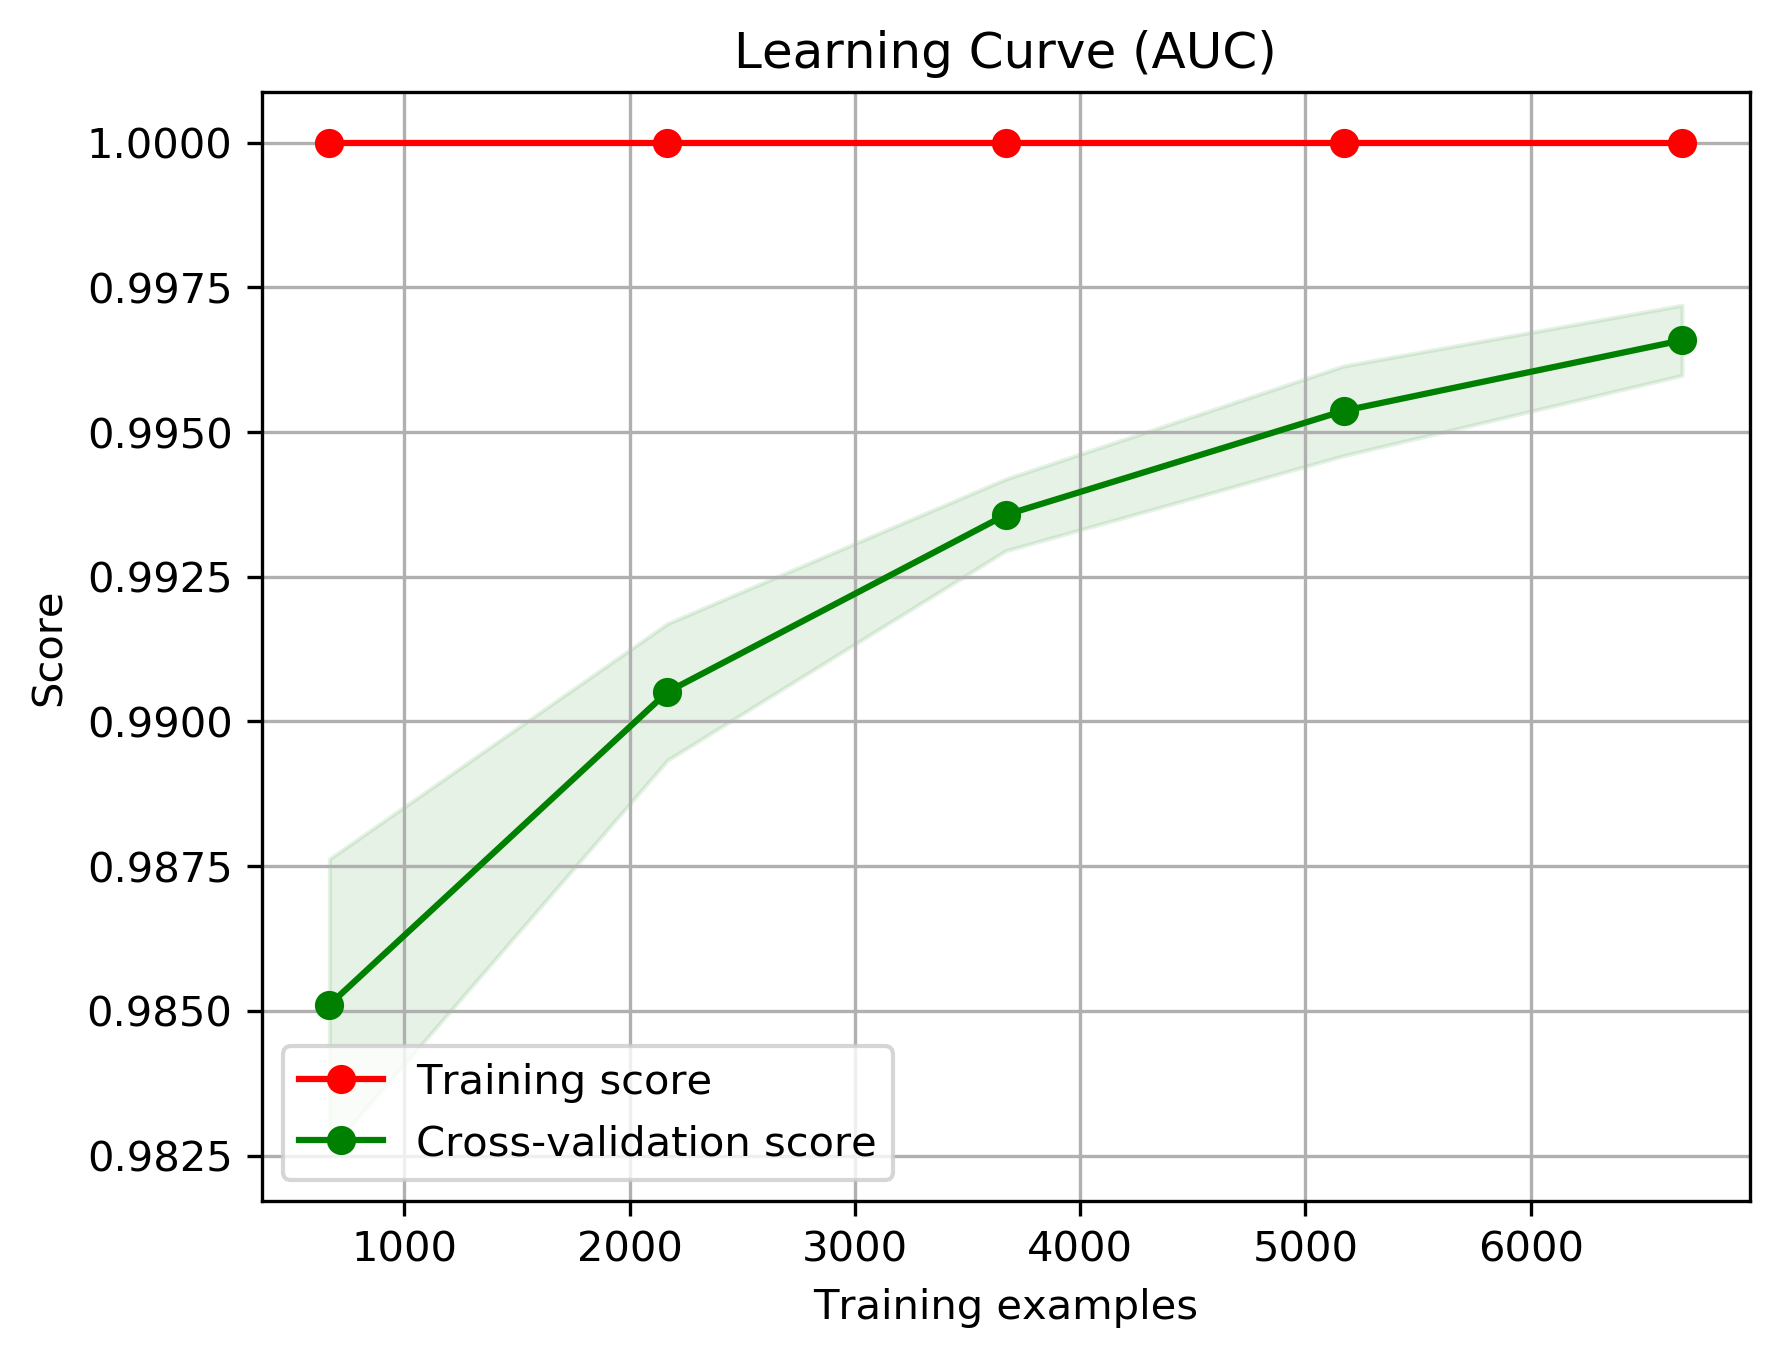 Learning Curve (AUC)
1.0000
0.9975
0.9950
0.9925
0.9900
0.9875
0.9850
0.9825
Score
Training score
Cross-validation score
1000 2000 3000 4000 5000 6000
Training examples